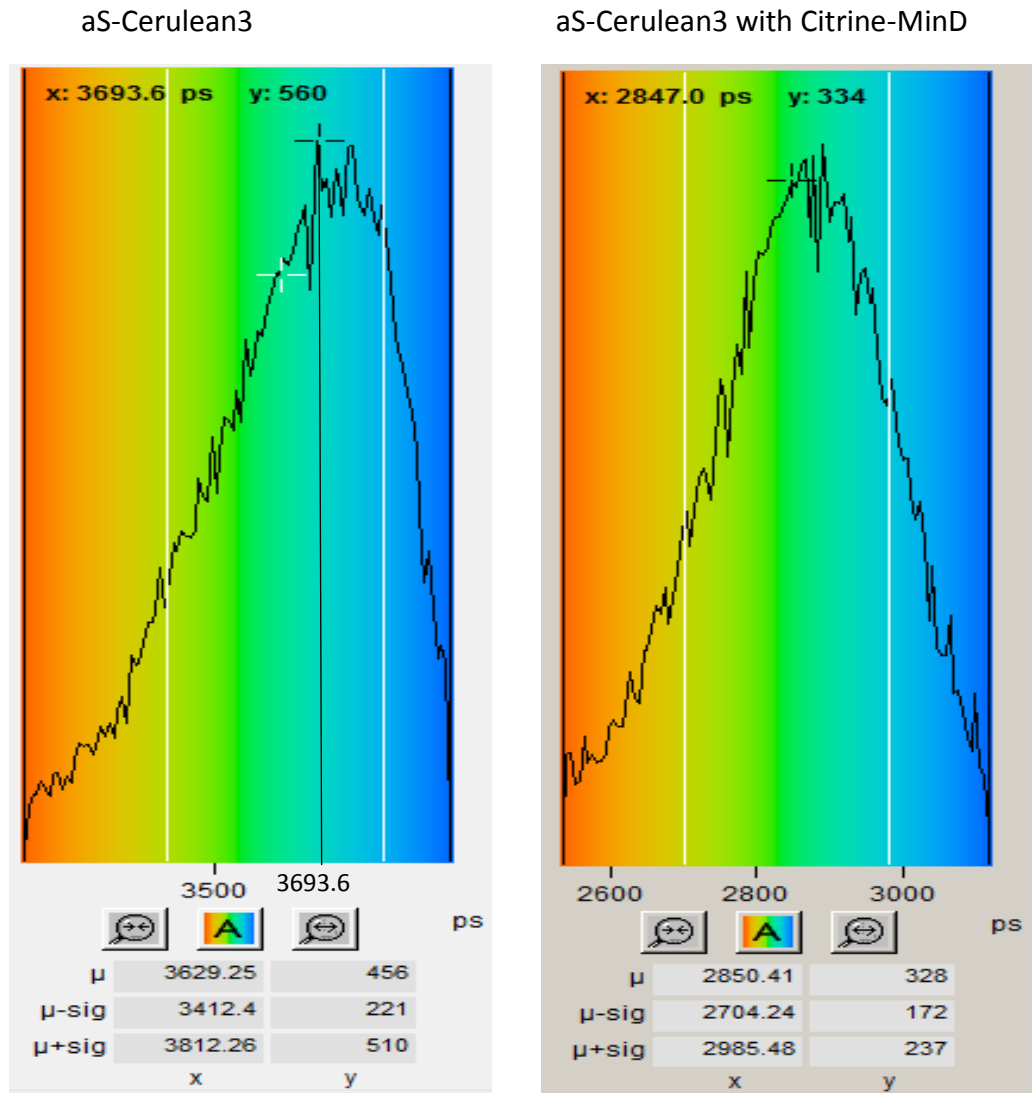 aS-Cerulean3
x: 3693.6 ps y: 560
3500 3693.6
A
ps
μ 3629.25 456
μ-sig 3412.4 221
μ+sig 3812.26 510
x y
aS-Cerulean3 with Citrine-MinD
x: 2847.0 ps y: 334
2600 2800 3000
A
ps
μ 2850.41 328
μ-sig 2704.24 172
μ+sig 2985.48 237
x y